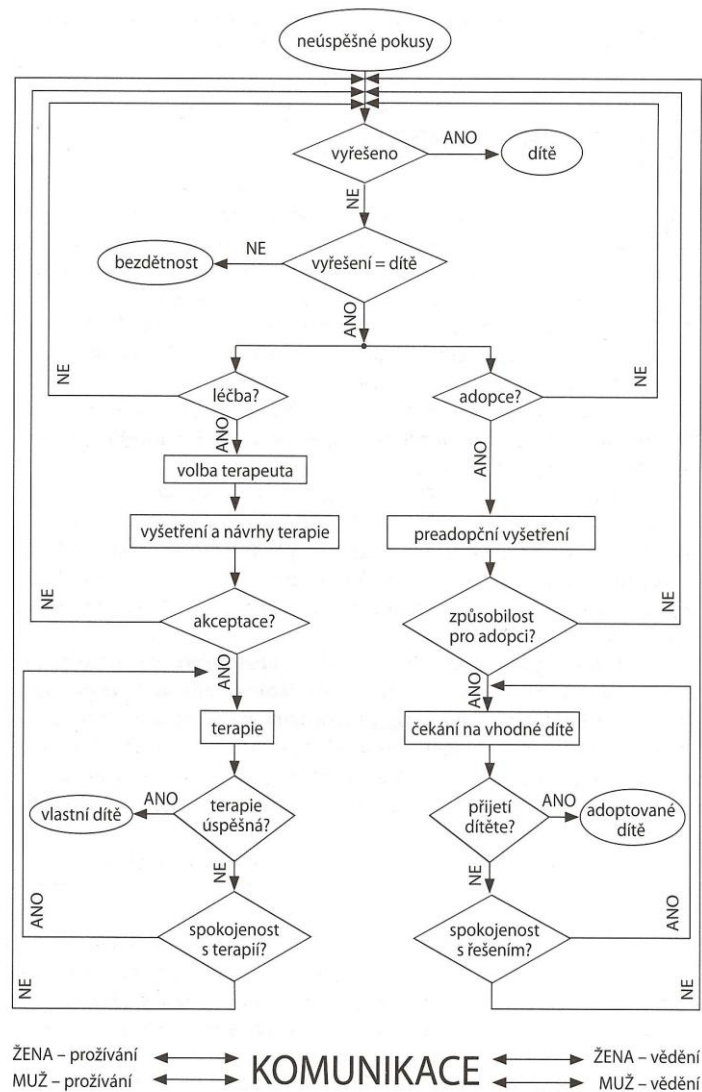 neúspěšné pokusy
vyřešeno
ANO
dítě
NE
vyřešení = dítě
NE
bezdětnost
ANO
léčba?
NE
adopce?
NE
ANO
volba terapeuta
ANO
vyšetření a návrhy terapie
preadopční vyšetření
akceptace?
NE
způsobilost
pro adopci?
NE
ANO
terapie
ANO
čekání na vhodné dítě
vlastní dítě
ANO
terapie
úspěšná?
přijetí
dítěte?
ANO
adoptované
dítě
NE
NE
ANO
spokojenost
s terapií?
spokojenost
s řešením?
ANO
NE
NE
ŽENA – prožívání
MUŽ – prožívání
KOMUNIKACE
ŽENA – vědění
MUŽ – vědění